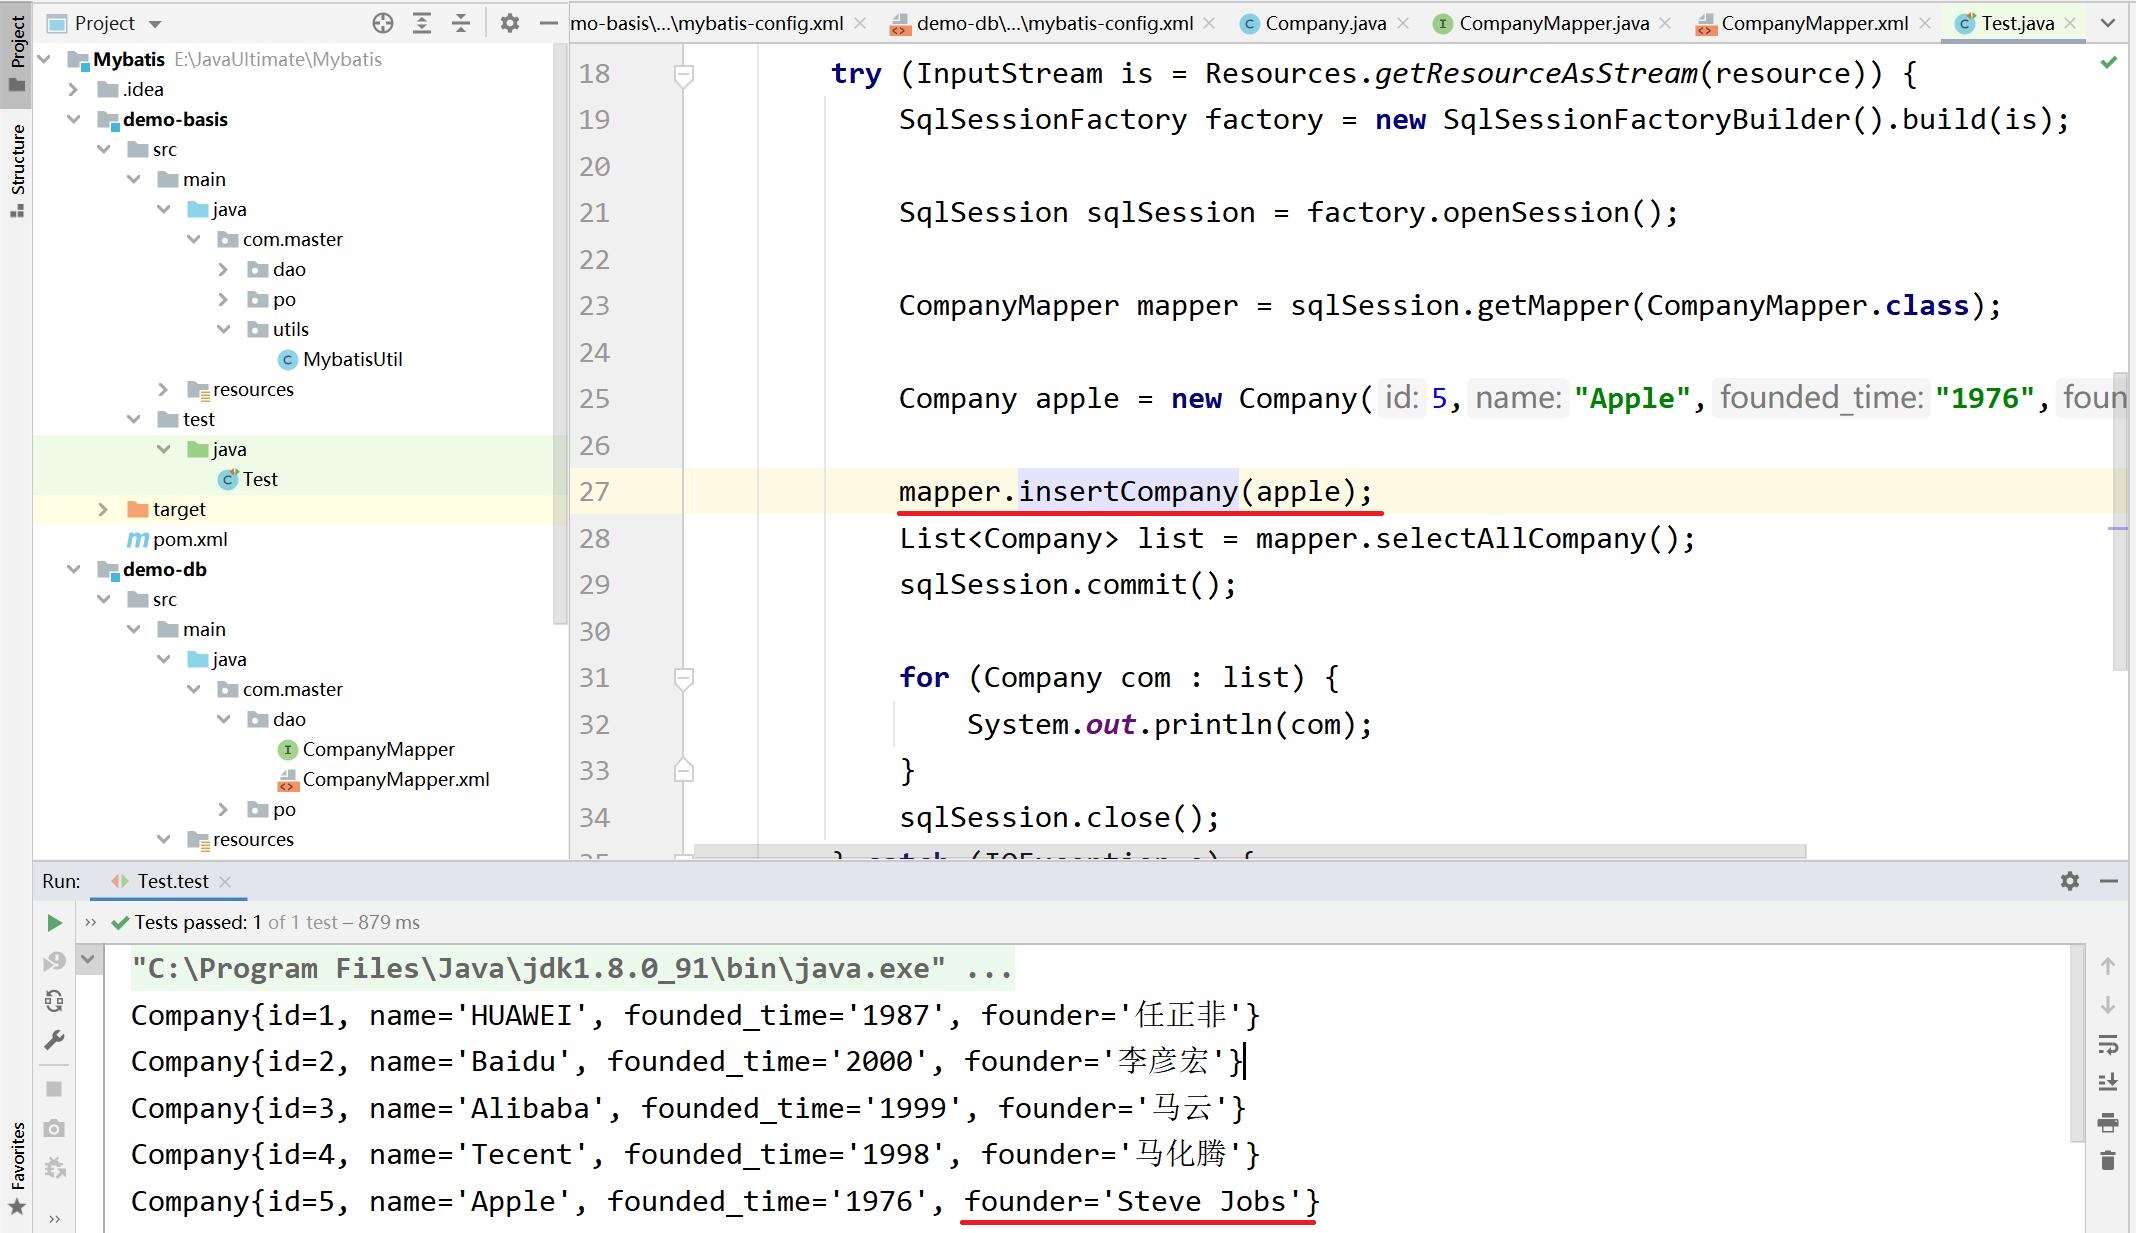 Project
mo-basis\...\mybatis-config.xml
demo-db\...\mybatis-config.xml
Company.java
CompanyMapper.java
CompanyMapper.xml
Test.java
Project
Structure
Favorites
Mybatis E:\JavaUltimate\Mybatis
.idea
demo-basis
src
main
java
com.master
dao
po
utils
MybatisUtil
resources
test
java
Test
target
pom.xml
demo-db
src
main
java
com.master
dao
CompanyMapper
CompanyMapper.xml
po
resources
18 try (InputStream is = Resources.getResourceAsStream(resource)) {
19 SqlSessionFactory factory = new SqlSessionFactoryBuilder().build(is);
20
21 SqlSession sqlSession = factory.openSession();
22
23 CompanyMapper mapper = sqlSession.getMapper(CompanyMapper.class);
24
25 Company apple = new Company( id: 5, name: "Apple", founded_time: "1976", foun
26
27 mapper.insertCompany(apple);
28 List<Company> list = mapper.selectAllCompany();
29 sqlSession.commit();
30
31 for (Company com : list) {
32 System.out.println(com);
33 }
34 sqlSession.close();
35 } catch (IOException e) {
Run: Test.test
Tests passed: 1 of 1 test – 879 ms
"C:\Program Files\Java\jdk1.8.0_91\bin\java.exe" ...
Company{id=1, name='HUAWEI', founded_time='1987', founder='任正非'}
Company{id=2, name='Baidu', founded_time='2000', founder='李彦宏'}
Company{id=3, name='Alibaba', founded_time='1999', founder='马云'}
Company{id=4, name='Tecent', founded_time='1998', founder='马化腾'}
Company{id=5, name='Apple', founded_time='1976', founder='Steve Jobs'}